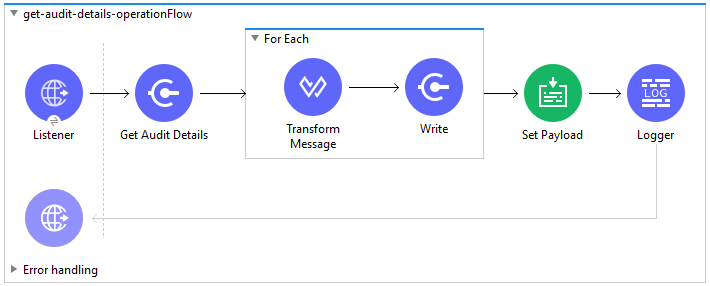 get-audit-details-operationFlow
For Each
LOG
Listener
Get Audit Details
Transform
Message
Write
Set Payload
Logger
Error handling